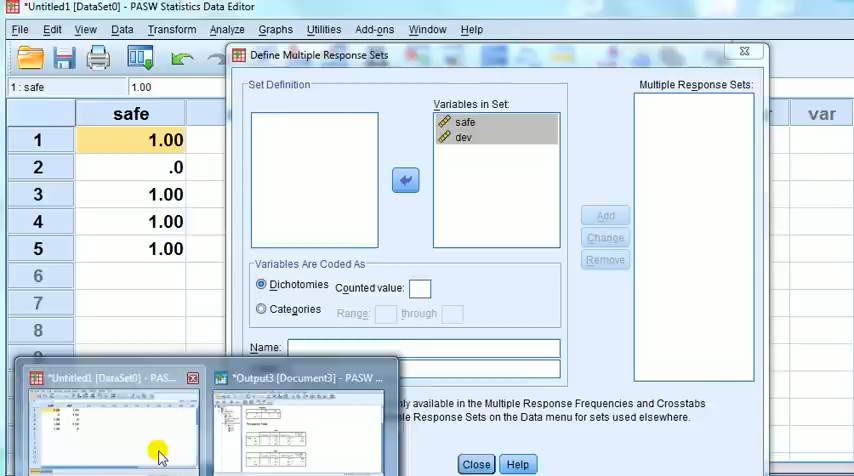 *Untitled1 [DataSet0] - PASW Statistics Data Editor
File Edit View Data Transform Analyze Graphs Utilities Add-ons Window Help
Define Multiple Response Sets
1 : safe 1.00
Set Definition
Variables in Set:
Multiple Response Sets:
safe
dev
safe
var
1 1.00
2 .0
3 1.00
4 1.00
5 1.00
6
7
8
Add
Change
Remove
Variables Are Coded As
Dichotomies Counted value:
Categories Range: through
Name:
*Untitled1 [DataSet0] - PAS...
*Output3 [Document3] - PASW ...
only available in the Multiple Response Frequencies and Crosstabs
Response Sets on the Data menu for sets used elsewhere.
Close Help